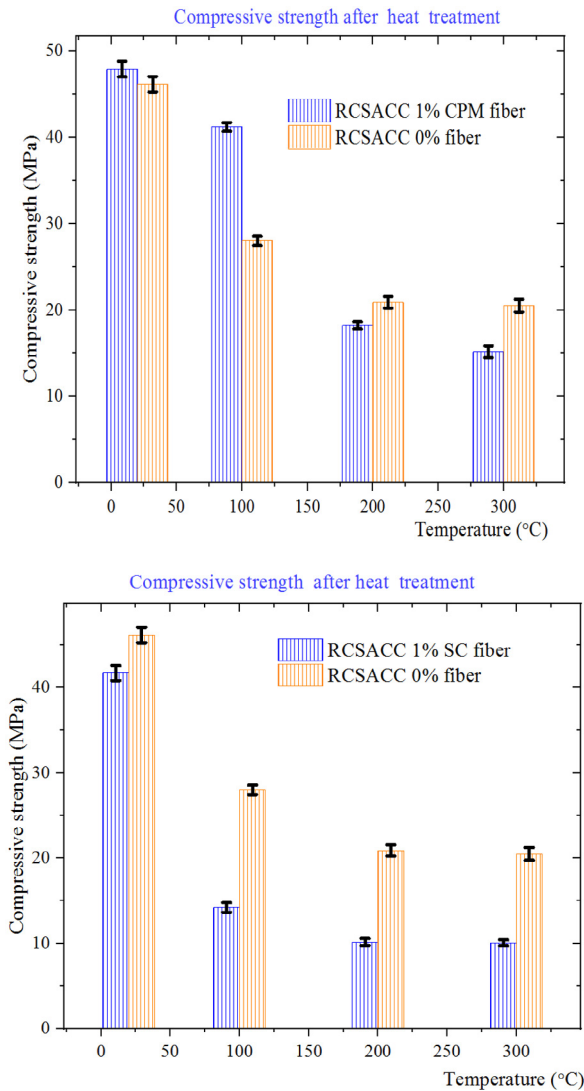 Compressive strength after heat treatment
50
40
30
20
10
0
Compressive strength (MPa)
RCSACC 1% CPM fiber
RCSACC 0% fiber
0 50 100 150 200 250 300
Temperature (°C)
Compressive strength after heat treatment
40
30
20
10
0
Compressive strength (MPa)
RCSACC 1% SC fiber
RCSACC 0% fiber
0 50 100 150 200 250 300
Temperature (°C)